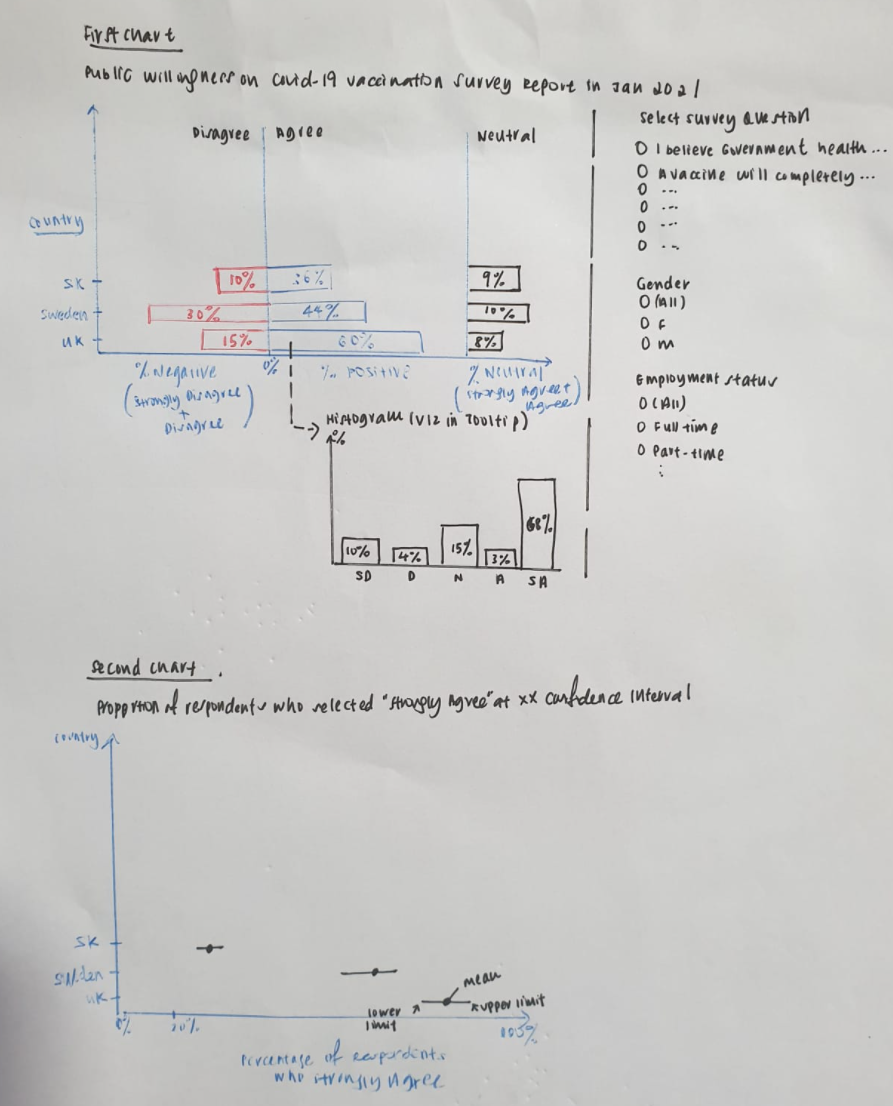 First chart
Public willingness on covid-19 vaccination survey Report in Jan 2021
Disagree Agree Neutral
Country
SK 10% 9%
Sweden 30% 44% 10%
UK 15% 60% 8%
% Negative 0% % Positive % Neutral
(Strongly Disagree + Disagree)
(Strongly Agree + Agree)
Histogram (Viz in Tooltip)
%
10% 4% 15% 3% 68%
SD D N A SA
Select survey Question
O I believe Government health ...
O A vaccine will completely ...
O ...
O ...
O ...
O ...
Gender
O (All)
O F
O M
Employment status
O (All)
O Full time
O Part-time
Second chart.
Proportion of respondents who selected "Strongly Agree" at xx confidence interval
Country
SK
Sweden
UK
mean
lower limit
upper limit
0%
Percentage of respondents
who strongly Agree